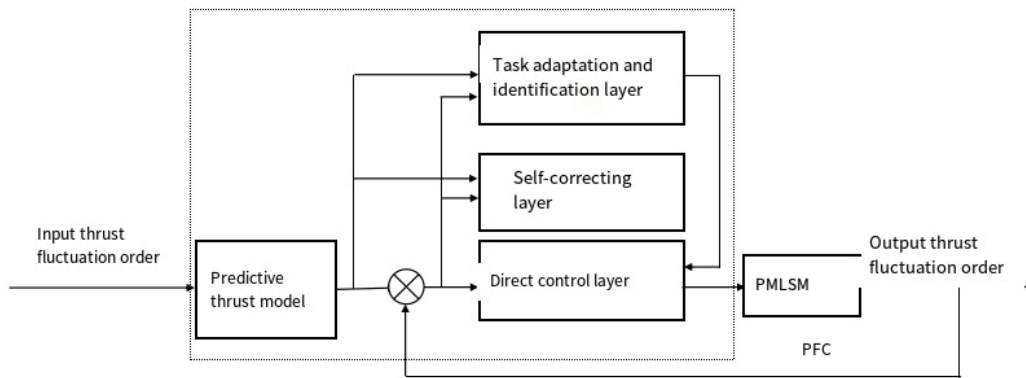 Task adaptation and
identification layer
Self-correcting
layer
Input thrust
fluctuation order
Predictive
thrust model
Direct control layer
PMLSM
Output thrust
fluctuation order
PFC